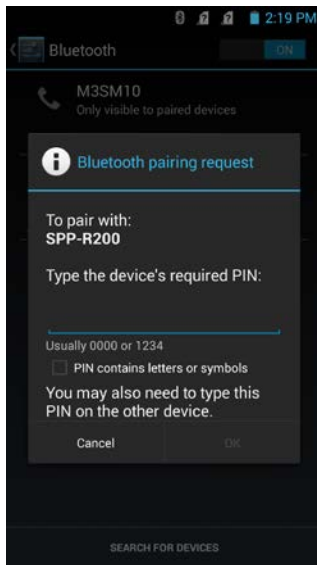 2:19 PM
Bluetooth
ON
M3SM10
Only visible to paired devices
Bluetooth pairing request
To pair with:
SPP-R200
Type the device's required PIN:
Usually 0000 or 1234
PIN contains letters or symbols
You may also need to type this
PIN on the other device.
Cancel
OK
SEARCH FOR DEVICES